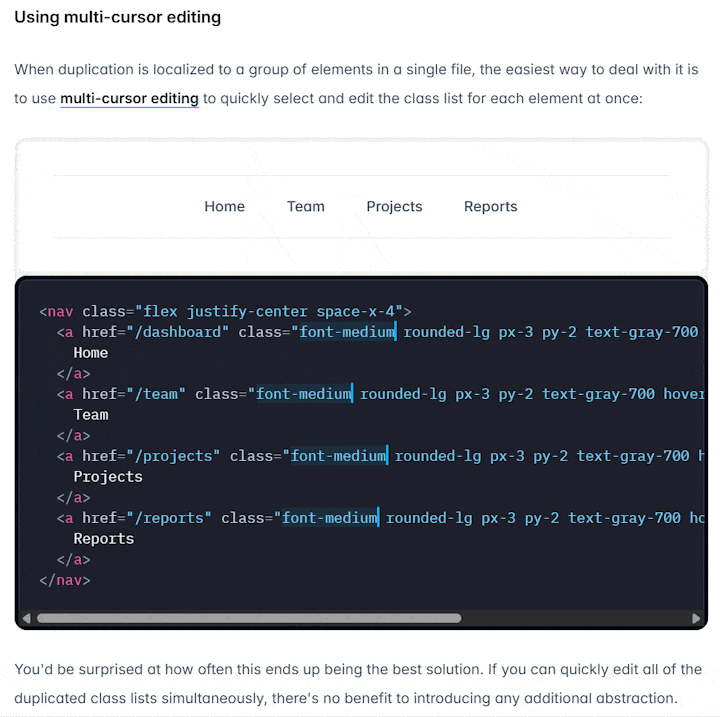 Using multi-cursor editing
When duplication is localized to a group of elements in a single file, the easiest way to deal with it is
to use multi-cursor editing to quickly select and edit the class list for each element at once:
Home Team Projects Reports
<nav class="flex justify-center space-x-4">
<a href="/dashboard" class="font-medium rounded-lg px-3 py-2 text-gray-700
Home
</a>
<a href="/team" class="font-medium rounded-lg px-3 py-2 text-gray-700 hover
Team
</a>
<a href="/projects" class="font-medium rounded-lg px-3 py-2 text-gray-700 h
Projects
</a>
<a href="/reports" class="font-medium rounded-lg px-3 py-2 text-gray-700 ho
Reports
</a>
</nav>
You'd be surprised at how often this ends up being the best solution. If you can quickly edit all of the
duplicated class lists simultaneously, there's no benefit to introducing any additional abstraction.